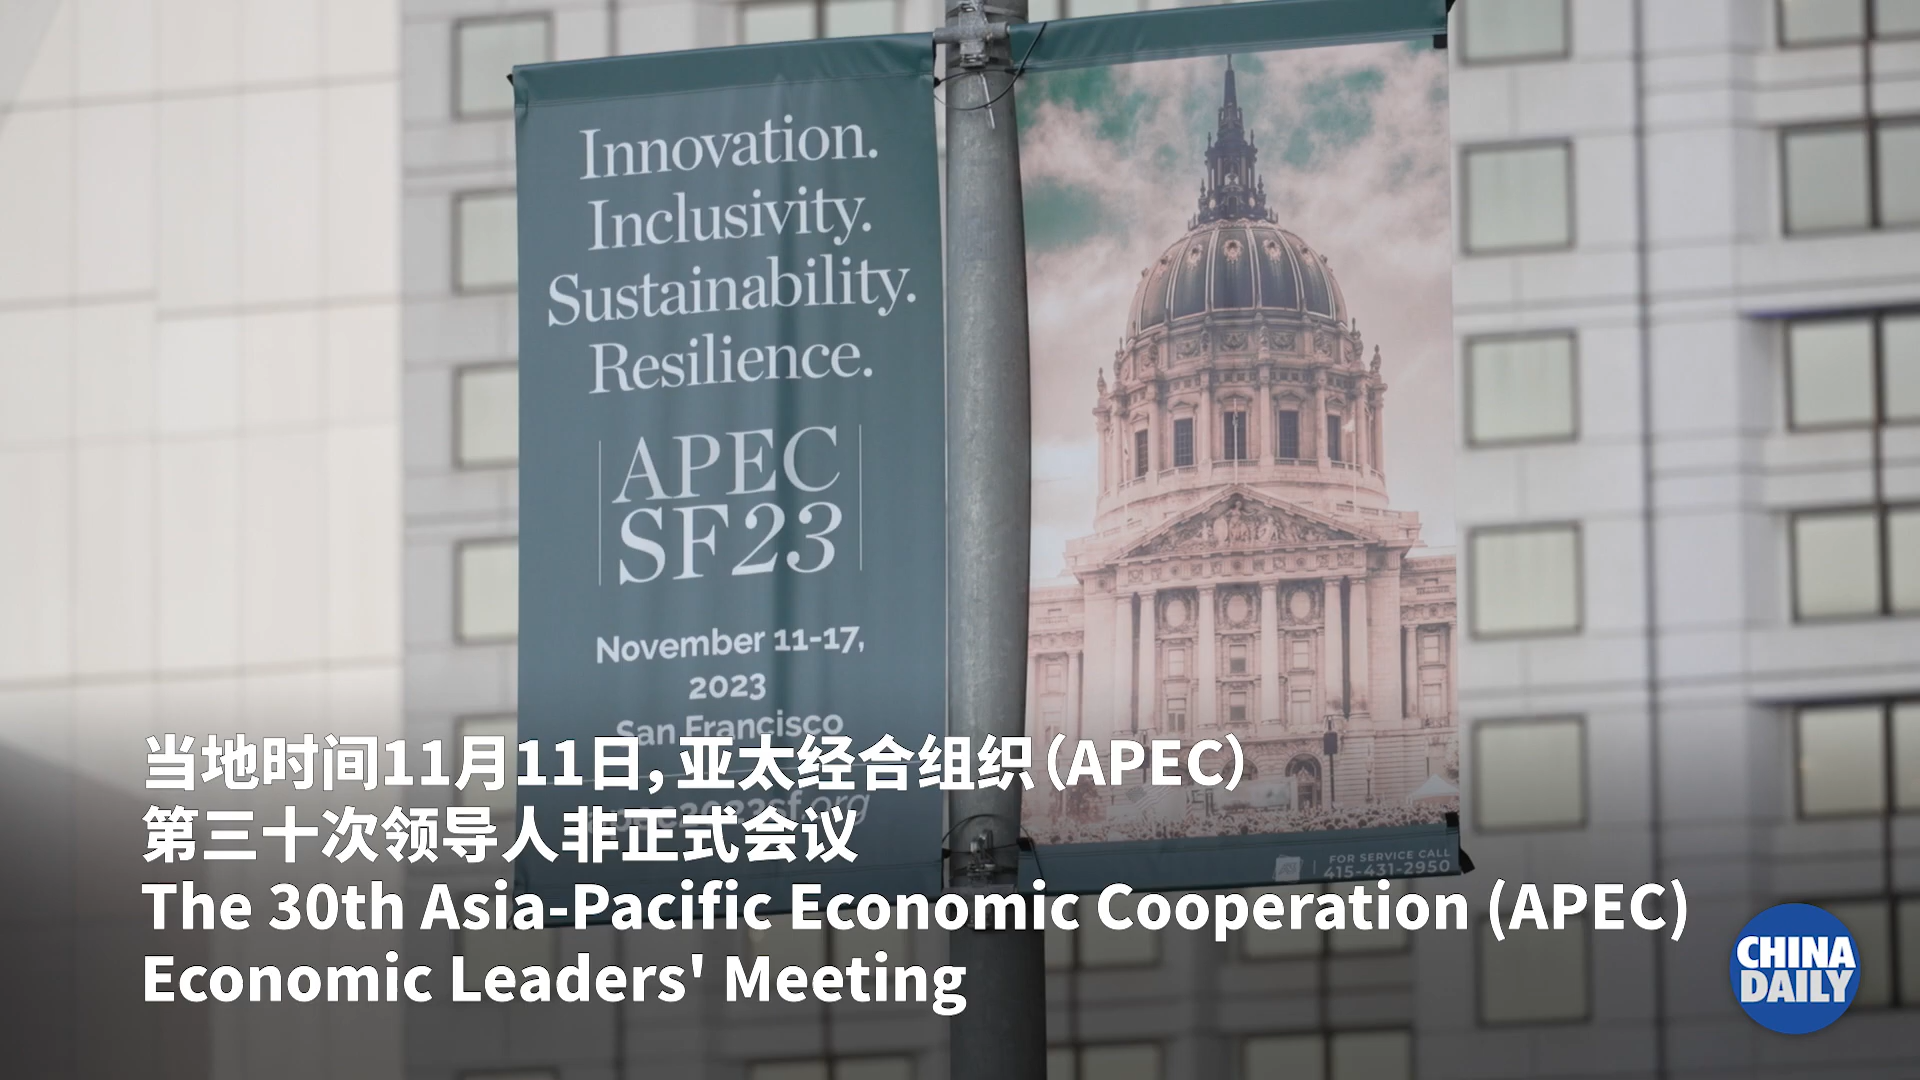 Innovation.
Inclusivity.
Sustainability.
Resilience.
APEC
SF23
November 11-17,
2023
San Francisco
FOR SERVICE CALL
415-431-2950
当地时间11月11日，亚太经合组织（APEC）
第三十次领导人非正式会议
The 30th Asia-Pacific Economic Cooperation (APEC)
Economic Leaders' Meeting
CHINA
DAILY